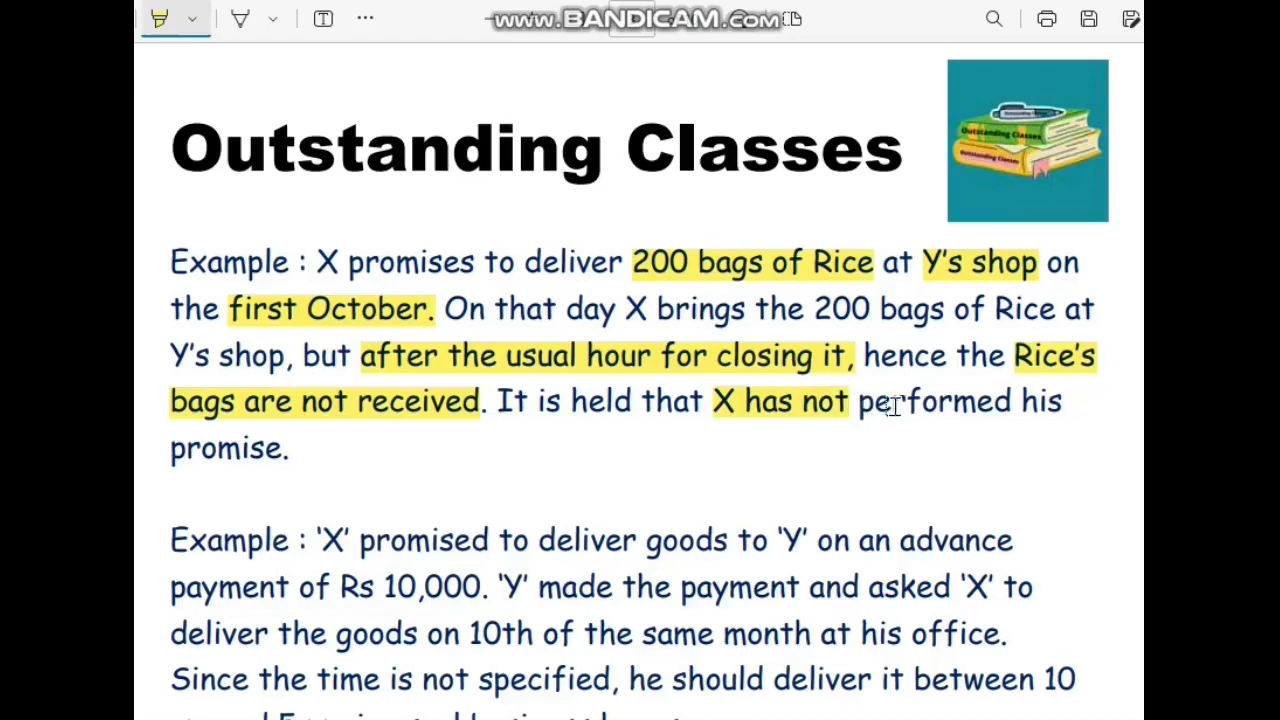 www.BANDICAM.com
Outstanding Classes
Outstanding Classes
Outstanding Classes
Example : X promises to deliver 200 bags of Rice at Y’s shop on
the first October. On that day X brings the 200 bags of Rice at
Y’s shop, but after the usual hour for closing it, hence the Rice’s
bags are not received. It is held that X has not performed his
promise.
Example : ‘X’ promised to deliver goods to ‘Y’ on an advance
payment of Rs 10,000. ‘Y’ made the payment and asked ‘X’ to
deliver the goods on 10th of the same month at his office.
Since the time is not specified, he should deliver it between 10